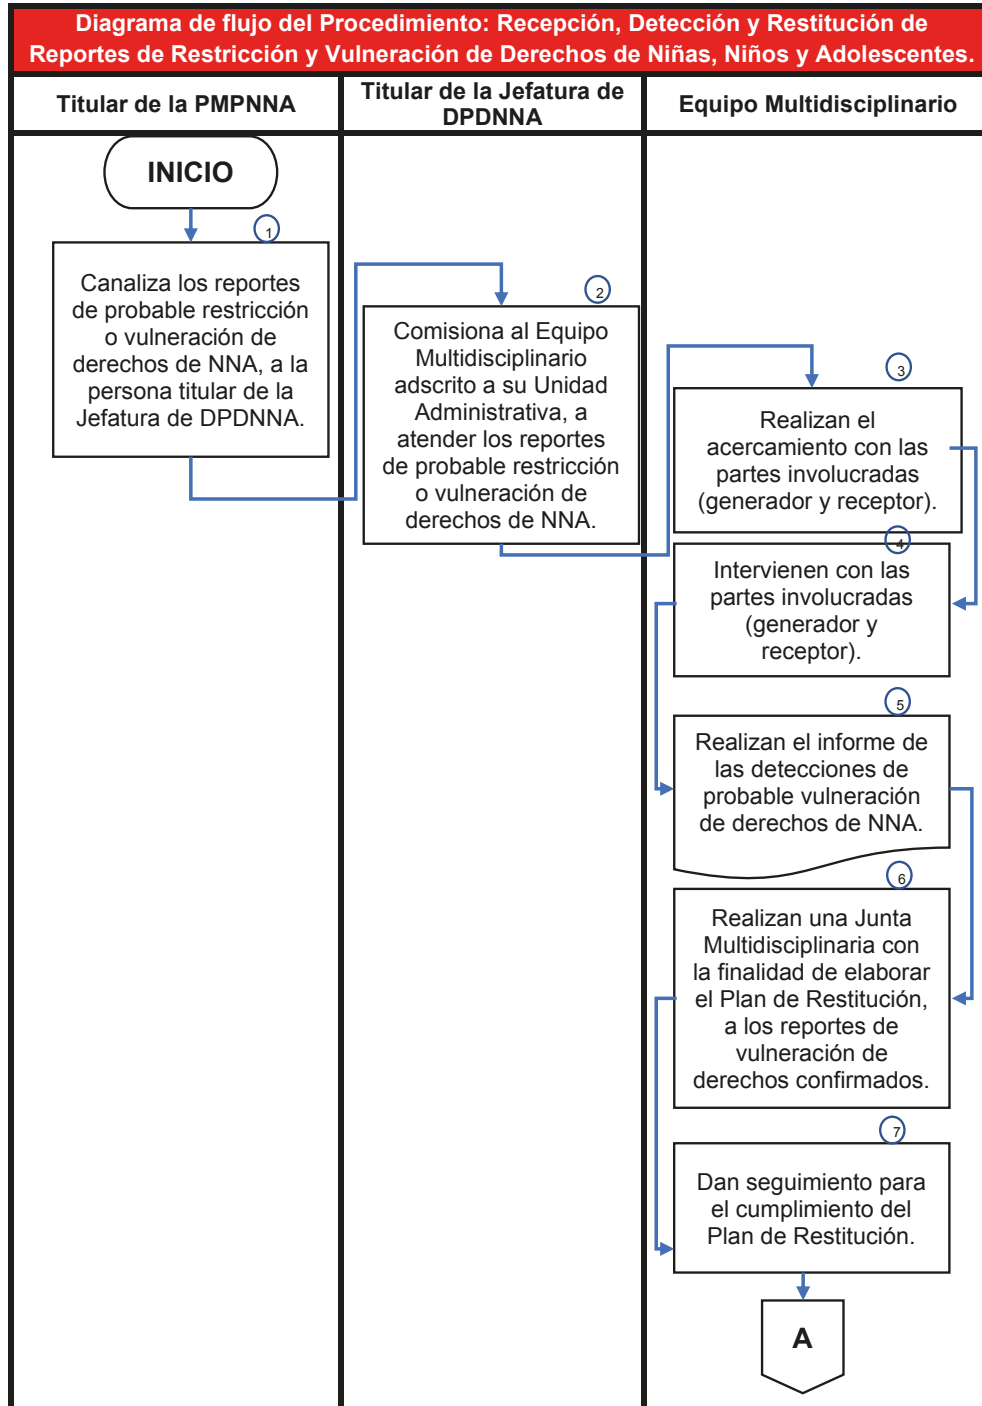 Diagrama de flujo del Procedimiento: Recepción, Detección y Restitución de
Reportes de Restricción y Vulneración de Derechos de Niñas, Niños y Adolescentes.
Titular de la PMPNNA
Titular de la Jefatura de
DPDNNA
Equipo Multidisciplinario
INICIO
1
Canaliza los reportes
de probable restricción
o vulneración de
derechos de NNA, a la
persona titular de la
Jefatura de DPDNNA.
2
Comisiona al Equipo
Multidisciplinario
adscrito a su Unidad
Administrativa, a
atender los reportes
de probable restricción
o vulneración de
derechos de NNA.
3
Realizan el
acercamiento con las
partes involucradas
(generador y receptor).
4
Intervienen con las
partes involucradas
(generador y
receptor).
5
Realizan el informe de
las detecciones de
probable vulneración
de derechos de NNA.
6
Realizan una Junta
Multidisciplinaria con
la finalidad de elaborar
el Plan de Restitución,
a los reportes de
vulneración de
derechos confirmados.
7
Dan seguimiento para
el cumplimiento del
Plan de Restitución.
A